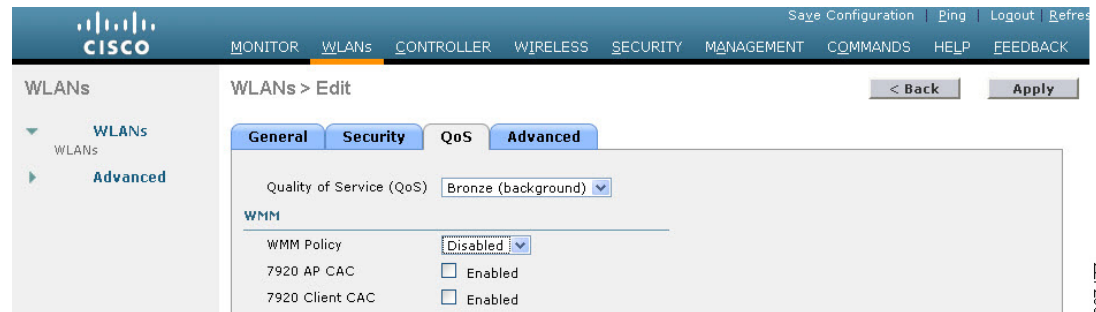 Save Configuration | Ping | Logout | Refres
CISCO
MONITOR WLANs CONTROLLER WIRELESS SECURITY MANAGEMENT COMMANDS HELP FEEDBACK
WLANs
WLANs > Edit
< Back
Apply
WLANs
WLANs
Advanced
General Security QoS Advanced
Quality of Service (QoS) Bronze (background)
WMM
WMM Policy Disabled
7920 AP CAC Enabled
7920 Client CAC Enabled